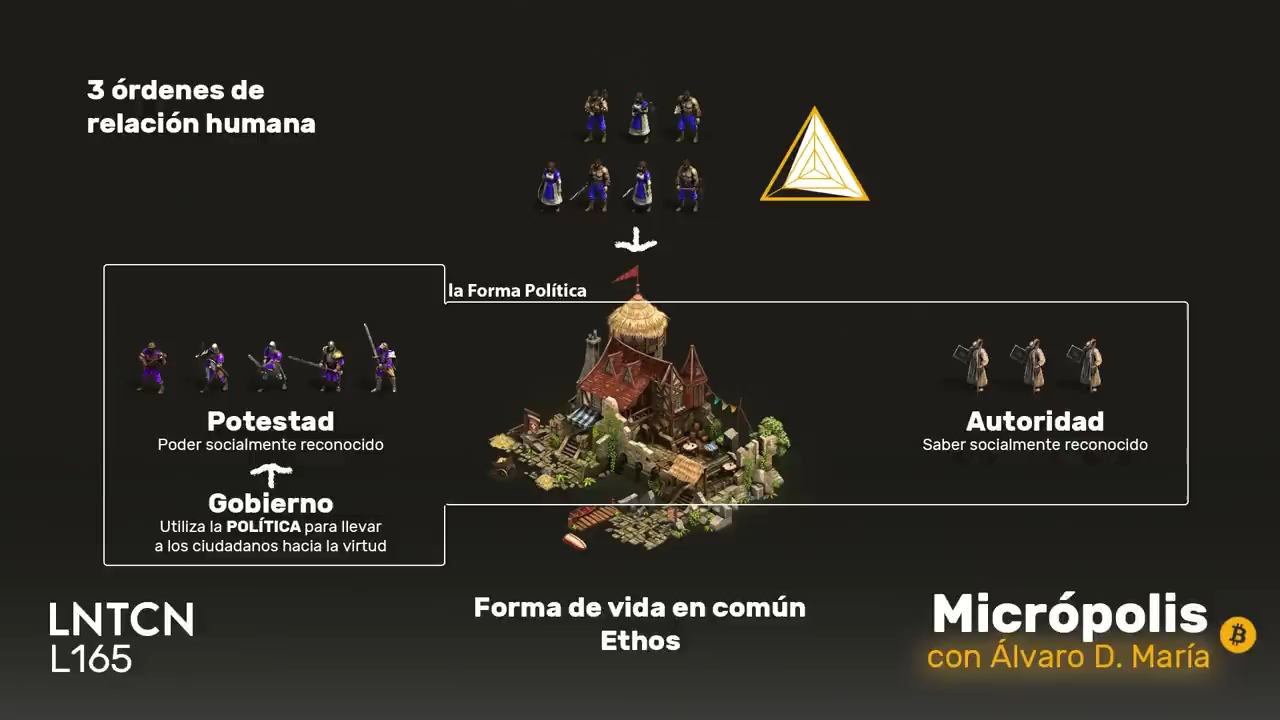 3 órdenes de
relación humana
la Forma Política
Potestad
Poder socialmente reconocido
Gobierno
Utiliza la POLÍTICA para llevar
a los ciudadanos hacia la virtud
Autoridad
Saber socialmente reconocido
Forma de vida en común
Ethos
LNTCN
L165
Micrópolis
con Álvaro D. María